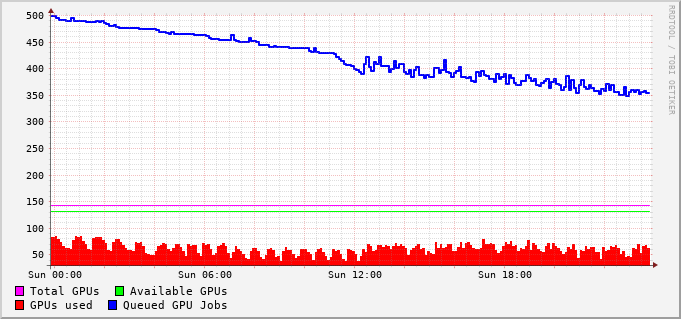 500
450
400
350
300
250
200
150
100
50
Sun 00:00 Sun 06:00 Sun 12:00 Sun 18:00
Total GPUs Available GPUs
GPUs used Queued GPU Jobs
RRDTOOL / TOBI OETIKER